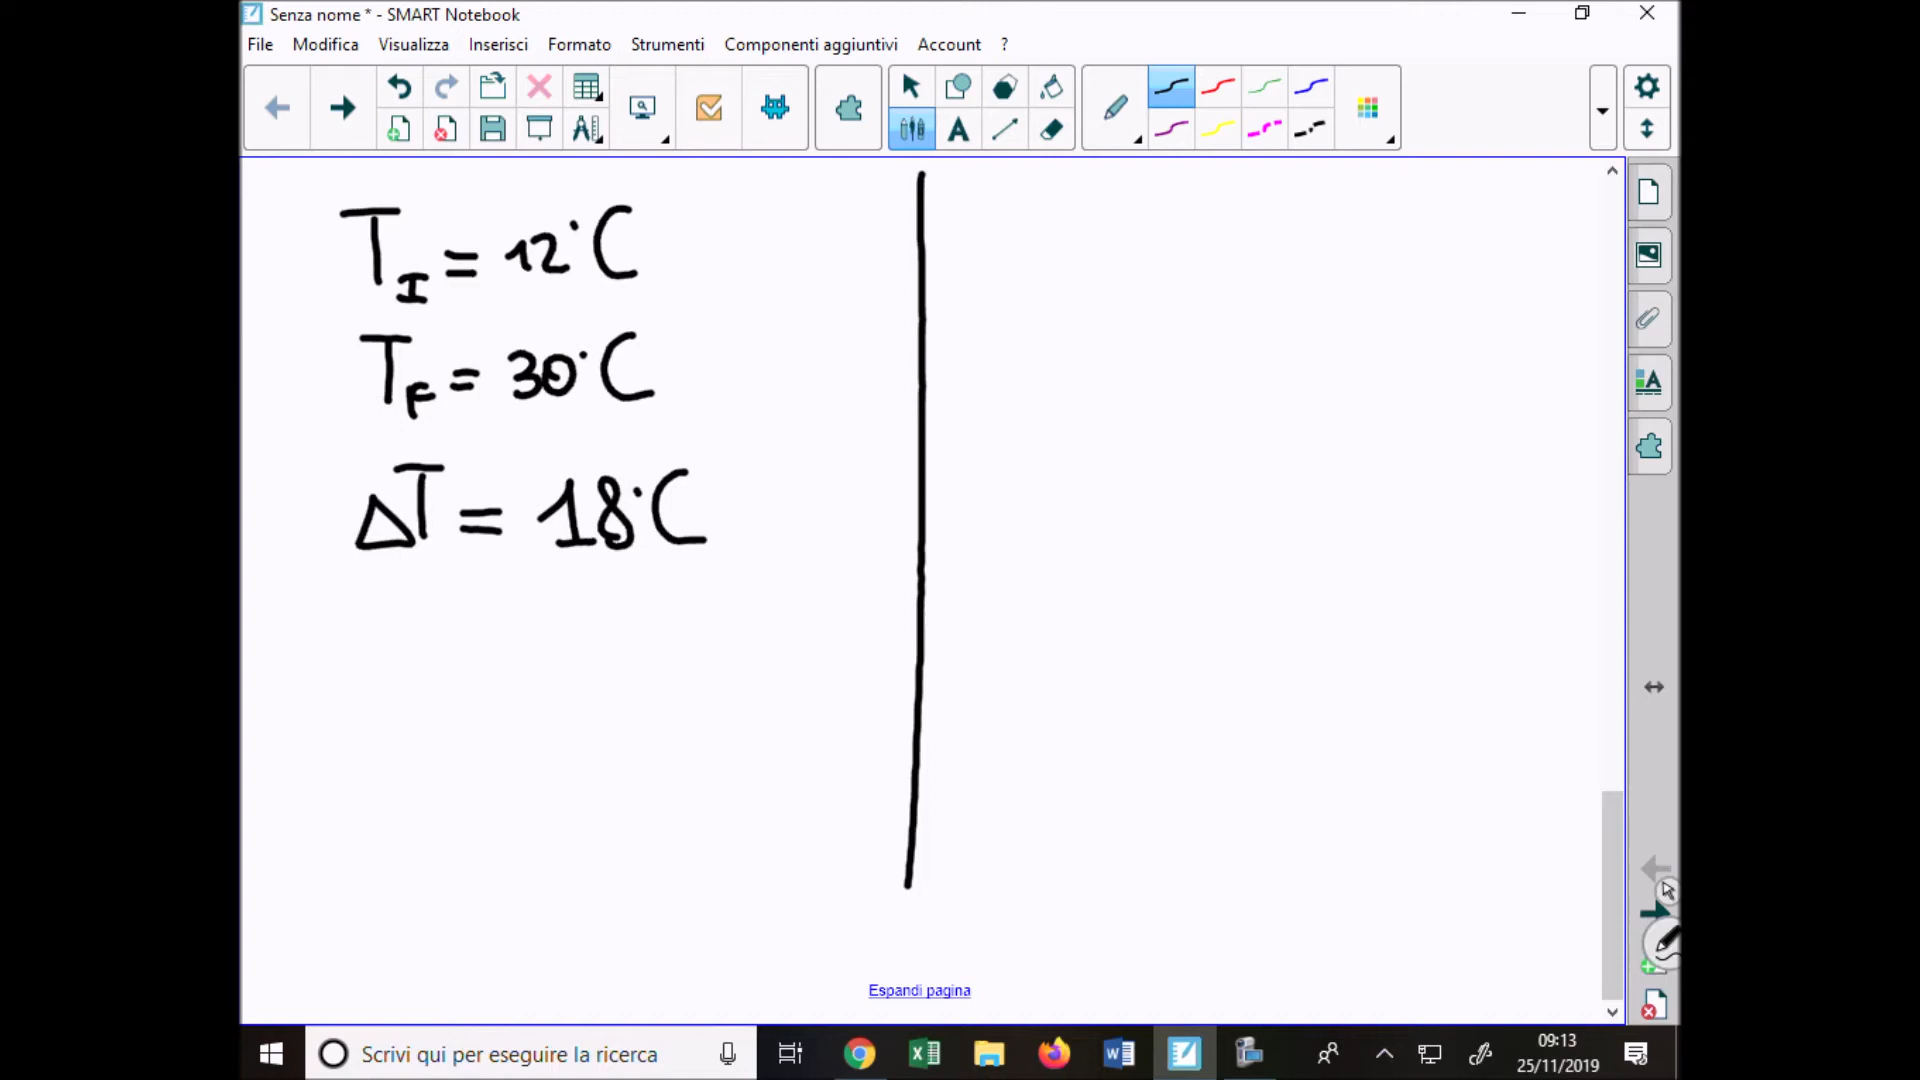 Senza nome * - SMART Notebook
File Modifica Visualizza Inserisci Formato Strumenti Componenti aggiuntivi Account ?
T_I = 12°C
T_F = 30°C
ΔT = 18°C
Espandi pagina
Scrivi qui per eseguire la ricerca
09:13
25/11/2019